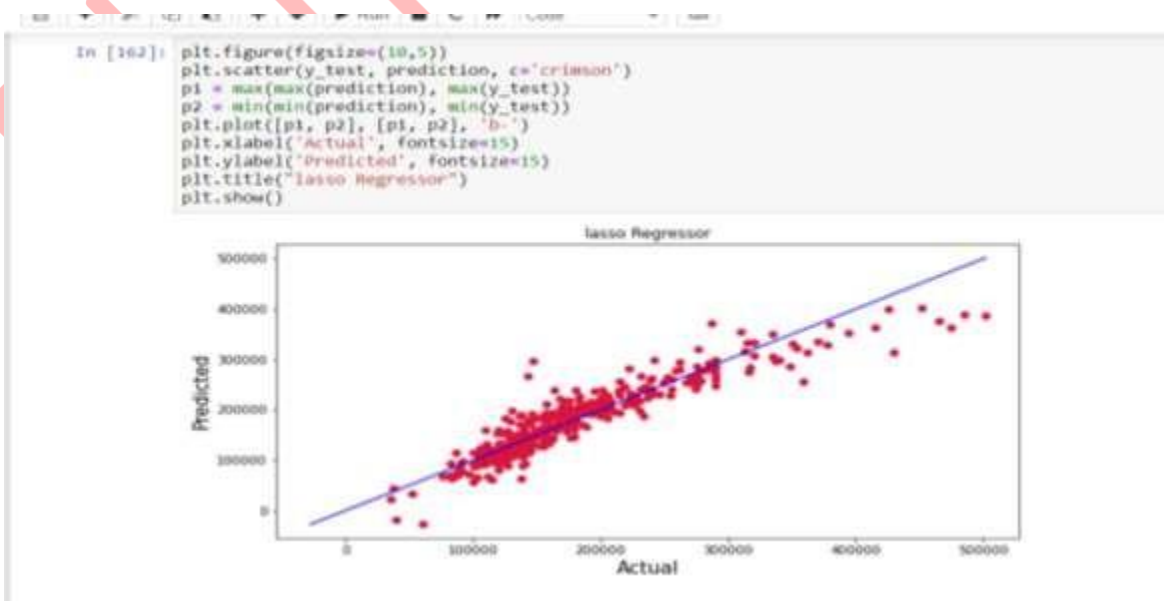 Run Code
In [162]: plt.figure(figsize=(10,5))
plt.scatter(y_test, prediction, c='crimson')
p1 = max(max(prediction), max(y_test))
p2 = min(min(prediction), min(y_test))
plt.plot([p1, p2], [p1, p2], 'b-')
plt.xlabel('Actual', fontsize=15)
plt.ylabel('Predicted', fontsize=15)
plt.title("lasso Regressor")
plt.show()
lasso Regressor
500000
400000
300000
200000
100000
0
Predicted
0 100000 200000 300000 400000 500000
Actual